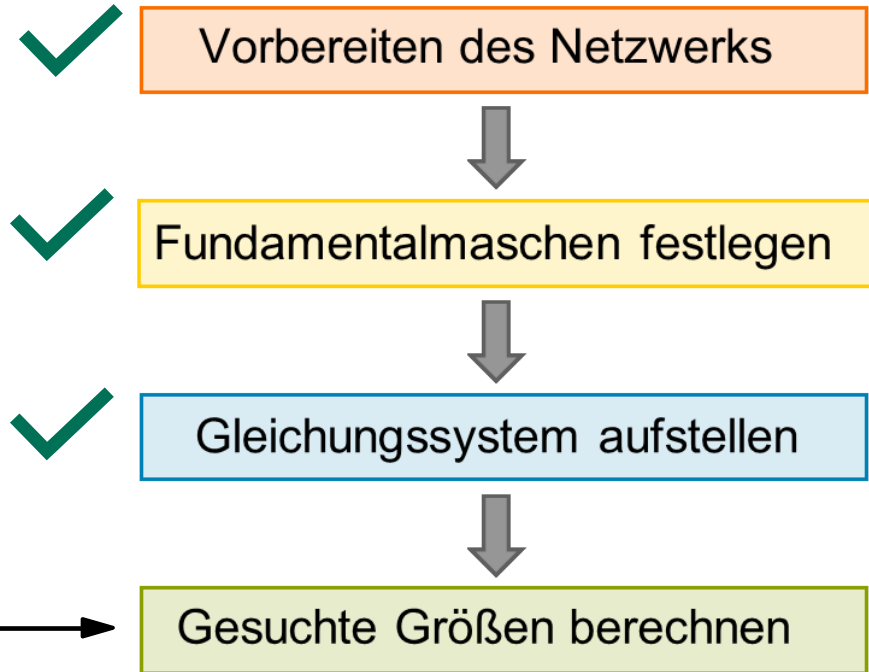 Vorbereiten des Netzwerks
Fundamentalmaschen festlegen
Gleichungssystem aufstellen
Gesuchte Größen berechnen